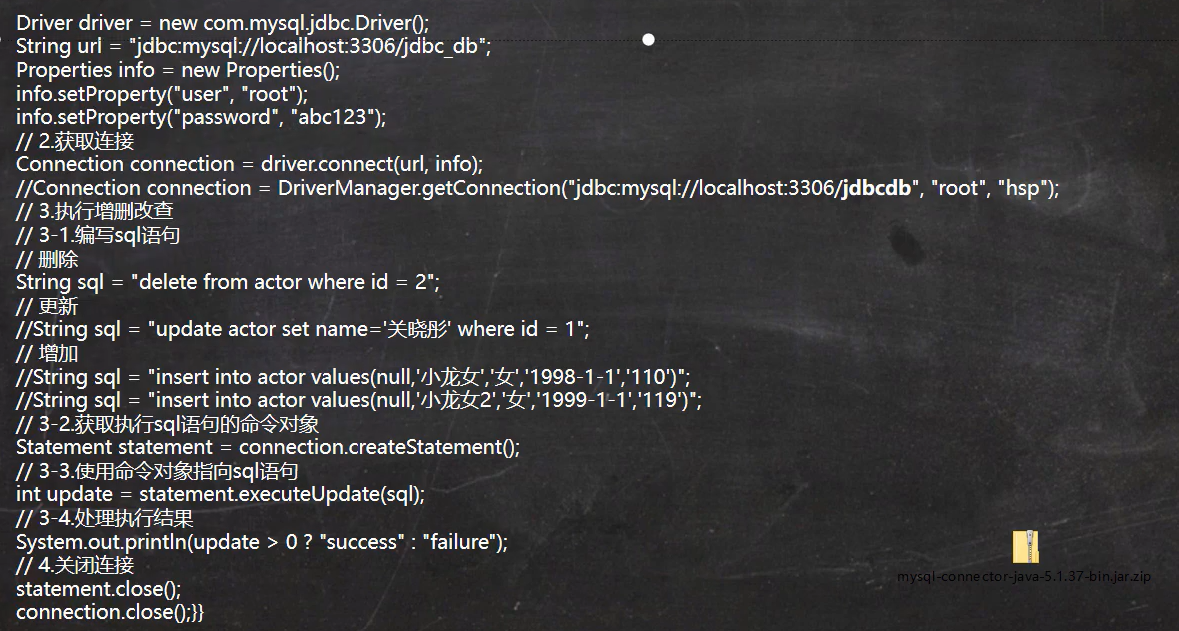 Driver driver = new com.mysql.jdbc.Driver();
String url = "jdbc:mysql://localhost:3306/jdbc_db";
Properties info = new Properties();
info.setProperty("user", "root");
info.setProperty("password", "abc123");
// 2.获取连接
Connection connection = driver.connect(url, info);
//Connection connection = DriverManager.getConnection("jdbc:mysql://localhost:3306/jdbcdb", "root", "hsp");
// 3.执行增删改查
// 3-1.编写sql语句
// 删除
String sql = "delete from actor where id = 2";
// 更新
//String sql = "update actor set name='关晓彤' where id = 1";
// 增加
//String sql = "insert into actor values(null,'小龙女','女','1998-1-1','110')";
//String sql = "insert into actor values(null,'小龙女2','女','1999-1-1','119')";
// 3-2.获取执行sql语句的命令对象
Statement statement = connection.createStatement();
// 3-3.使用命令对象指向sql语句
int update = statement.executeUpdate(sql);
// 3-4.处理执行结果
System.out.println(update > 0 ? "success" : "failure");
// 4.关闭连接
statement.close();
connection.close();}}
mysql-connector-java-5.1.37-bin.jar.zip